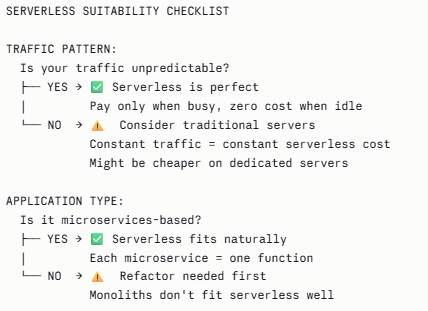 SERVERLESS SUITABILITY CHECKLIST

TRAFFIC PATTERN:
  Is your traffic unpredictable?
  ├── YES → ✅ Serverless is perfect
  |         Pay only when busy, zero cost when idle
  └── NO  → ⚠️  Consider traditional servers
            Constant traffic = constant serverless cost
            Might be cheaper on dedicated servers

APPLICATION TYPE:
  Is it microservices-based?
  ├── YES → ✅ Serverless fits naturally
  |         Each microservice = one function
  └── NO  → ⚠️  Refactor needed first
            Monoliths don't fit serverless well